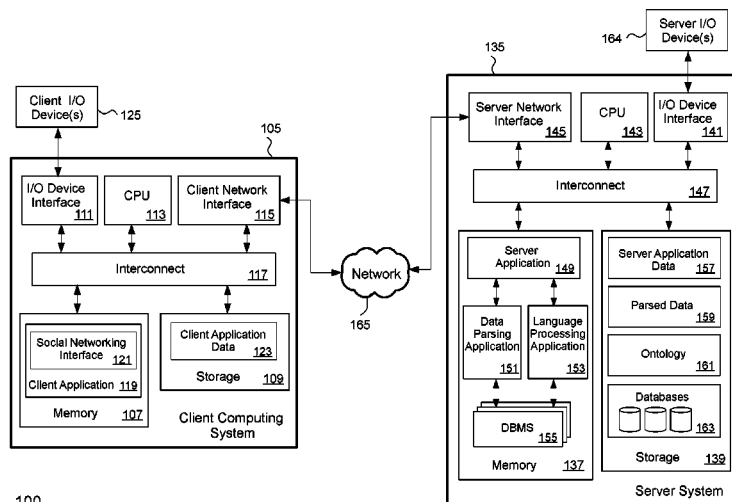 Server I/O
Device(s)
164
135
Client I/O
Device(s)
125
105
Server Network
Interface
145
CPU
143
I/O Device
Interface
141
I/O Device
Interface
111
CPU
113
Client Network
Interface
115
Interconnect
147
Interconnect
117
Network
165
Server
Application
149
Server Application
Data
157
Data
Parsing
Application
151
Language
Processing
Application
153
Parsed Data
159
Social Networking
Interface
121
Client Application
119
Memory
107
Client Application
Data
123
Storage
109
Ontology
161
Client Computing
System
DBMS
155
Databases
163
Memory
137
Storage
139
Server System
100